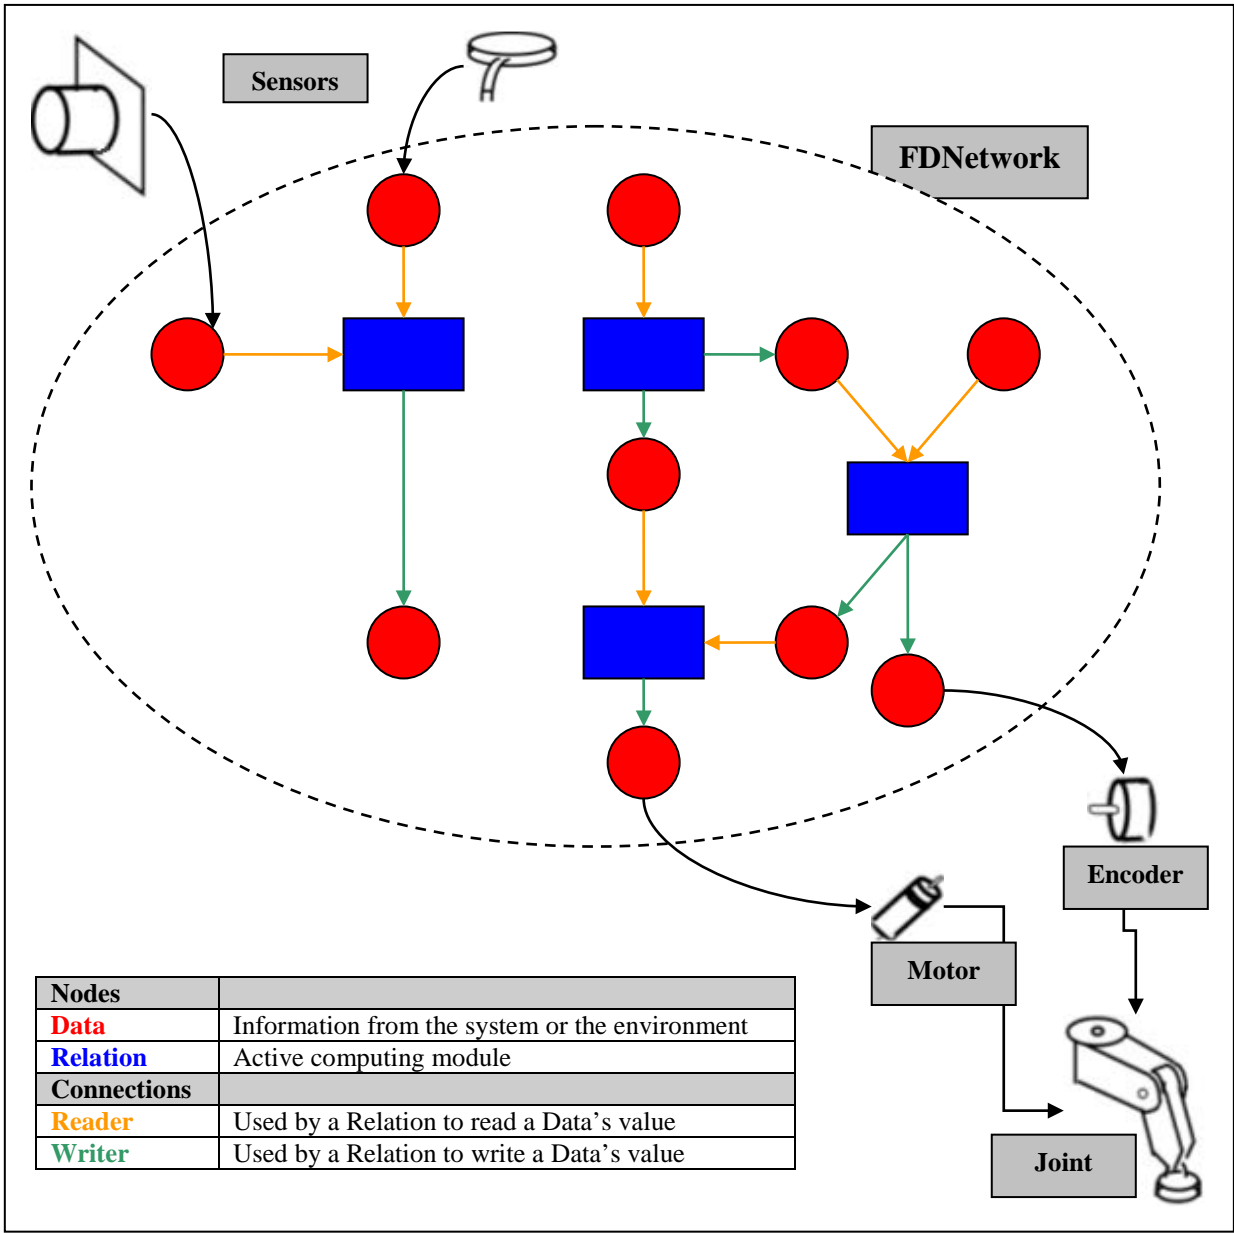 Sensors
FDNetwork
Encoder
Motor
Joint
Nodes
Data Information from the system or the environment
Relation Active computing module
Connections
Reader Used by a Relation to read a Data's value
Writer Used by a Relation to write a Data's value